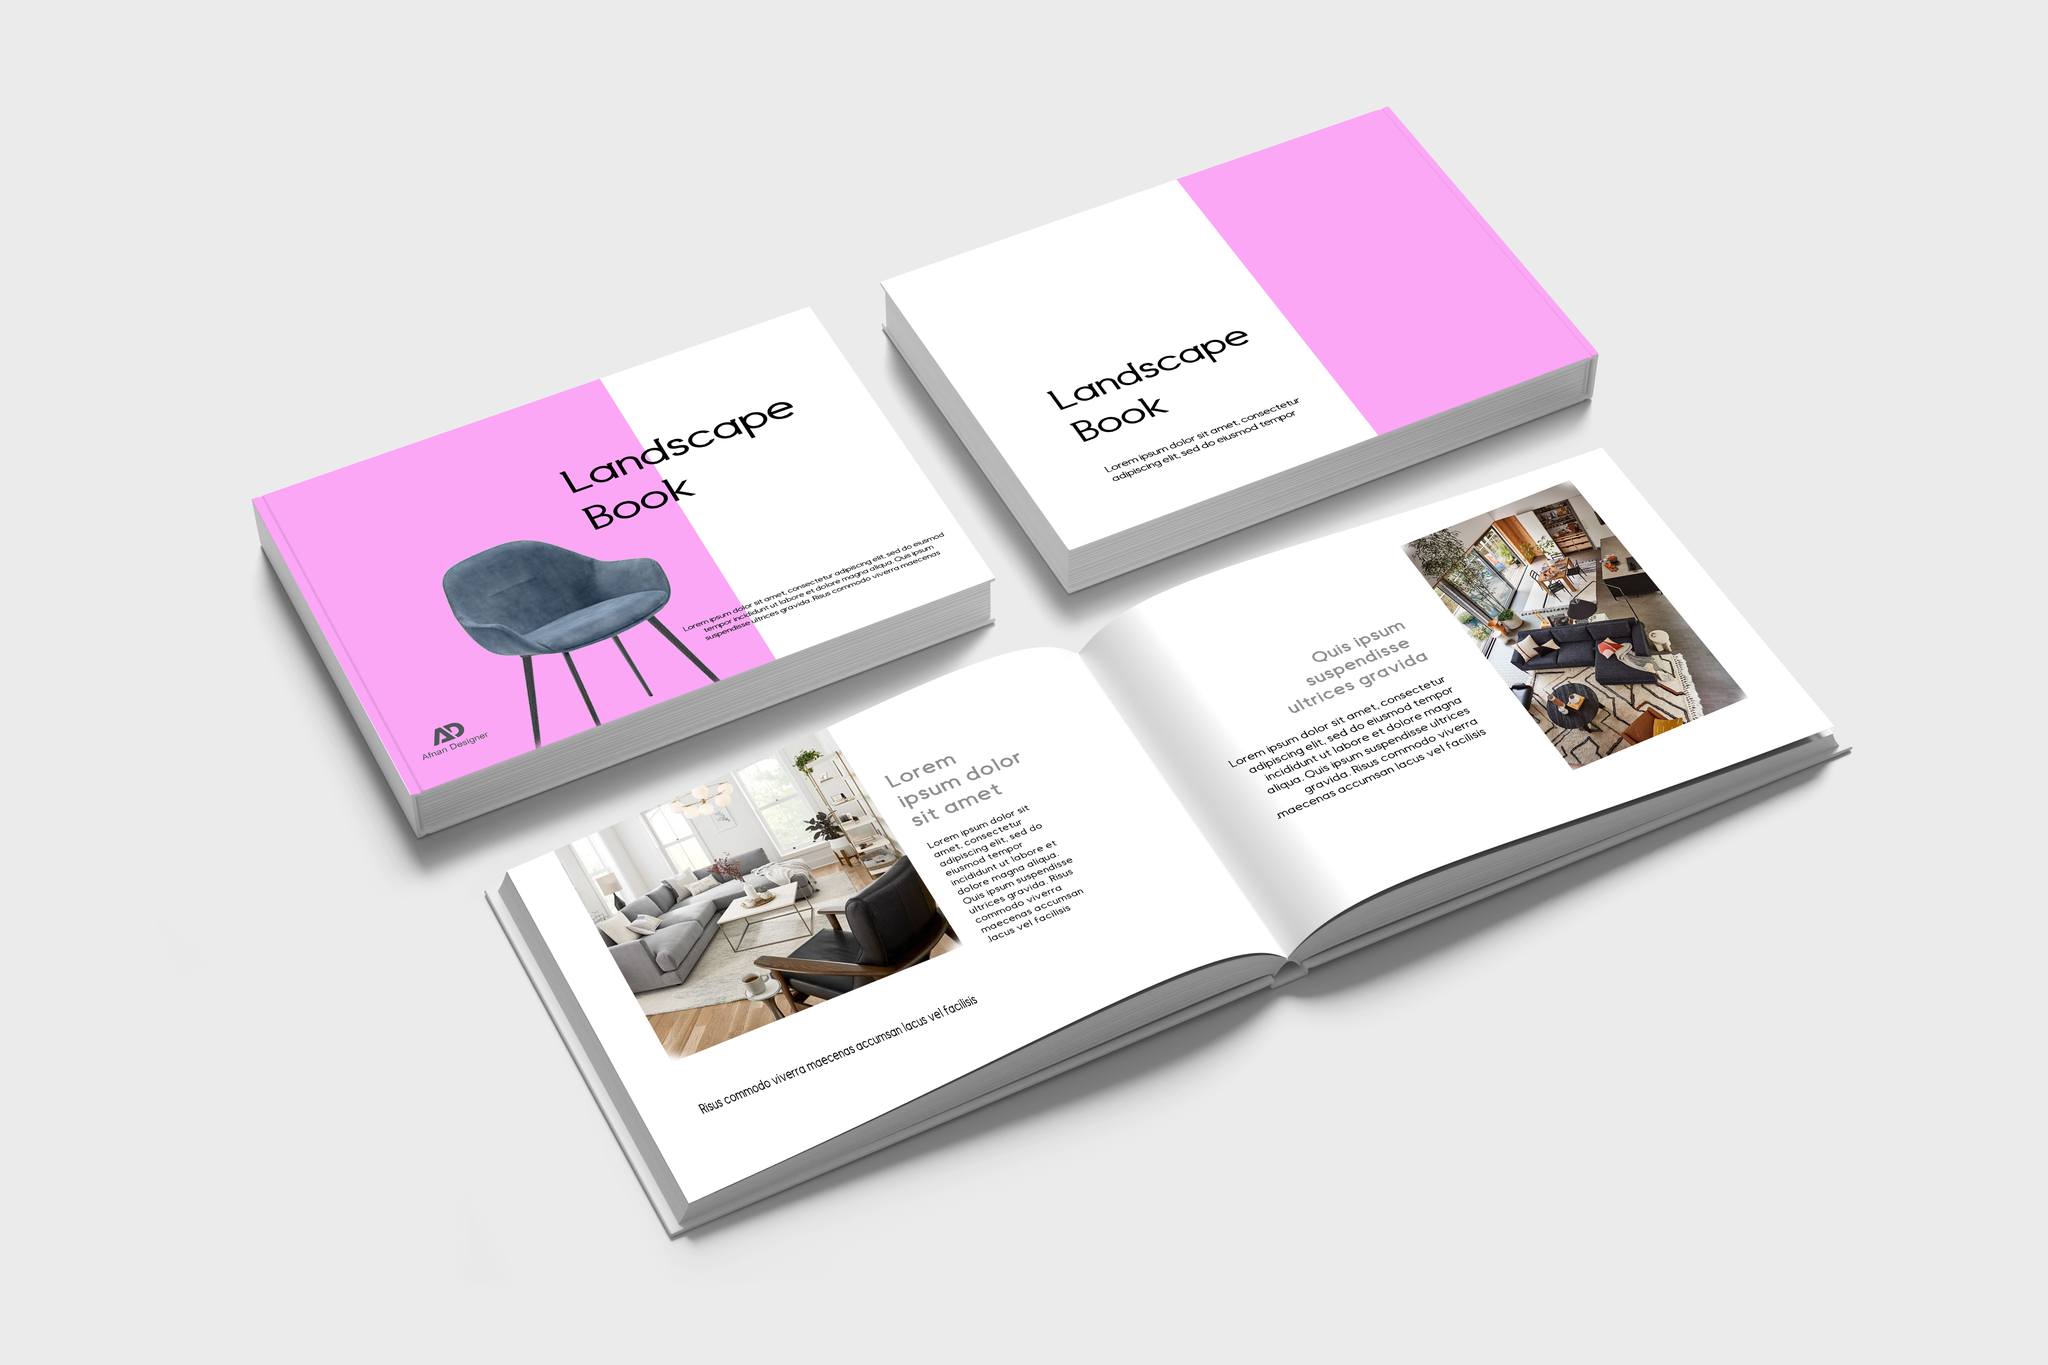 Landscape
Book
Lorem ipsum dolor sit amet, consectetur adipiscing elit, sed do eiusmod
tempor incididunt ut labore et dolore magna aliqua. Quis ipsum
suspendisse ultrices gravida. Risus commodo viverra maecenas
AD
Afnan Designer
Landscape
Book
Lorem ipsum dolor sit amet, consectetur
adipiscing elit, sed do eiusmod tempor
Lorem
ipsum dolor
sit amet
Lorem ipsum dolor sit
amet, consectetur
adipiscing elit, sed do
eiusmod tempor
incididunt ut labore et
dolore magna aliqua.
Quis ipsum suspendisse
ultrices gravida. Risus
commodo viverra
maecenas accumsan
.lacus vel facilisis
Risus commodo viverra maecenas accumsan lacus vel facilisis
Quis ipsum
suspendisse
ultrices gravida
Lorem ipsum dolor sit amet, consectetur
adipiscing elit, sed do eiusmod tempor
incididunt ut labore et dolore magna
aliqua. Quis ipsum suspendisse ultrices
gravida. Risus commodo viverra
.maecenas accumsan lacus vel facilisis